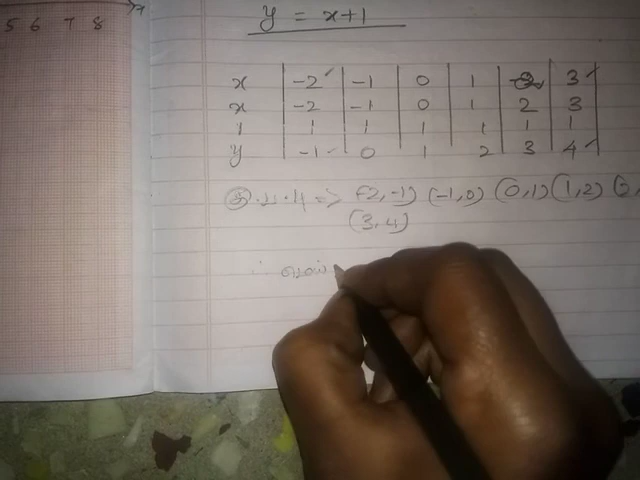 5 6 7 8
y = x+1
x -2 -1 0 1 2 3
x -2 -1 0 1 2 3
1 1 1 1 1 1 1
y -1 0 1 2 3 4
(-2,-1) (-1,0) (0,1) (1,2) (2,
(3,4)
∴